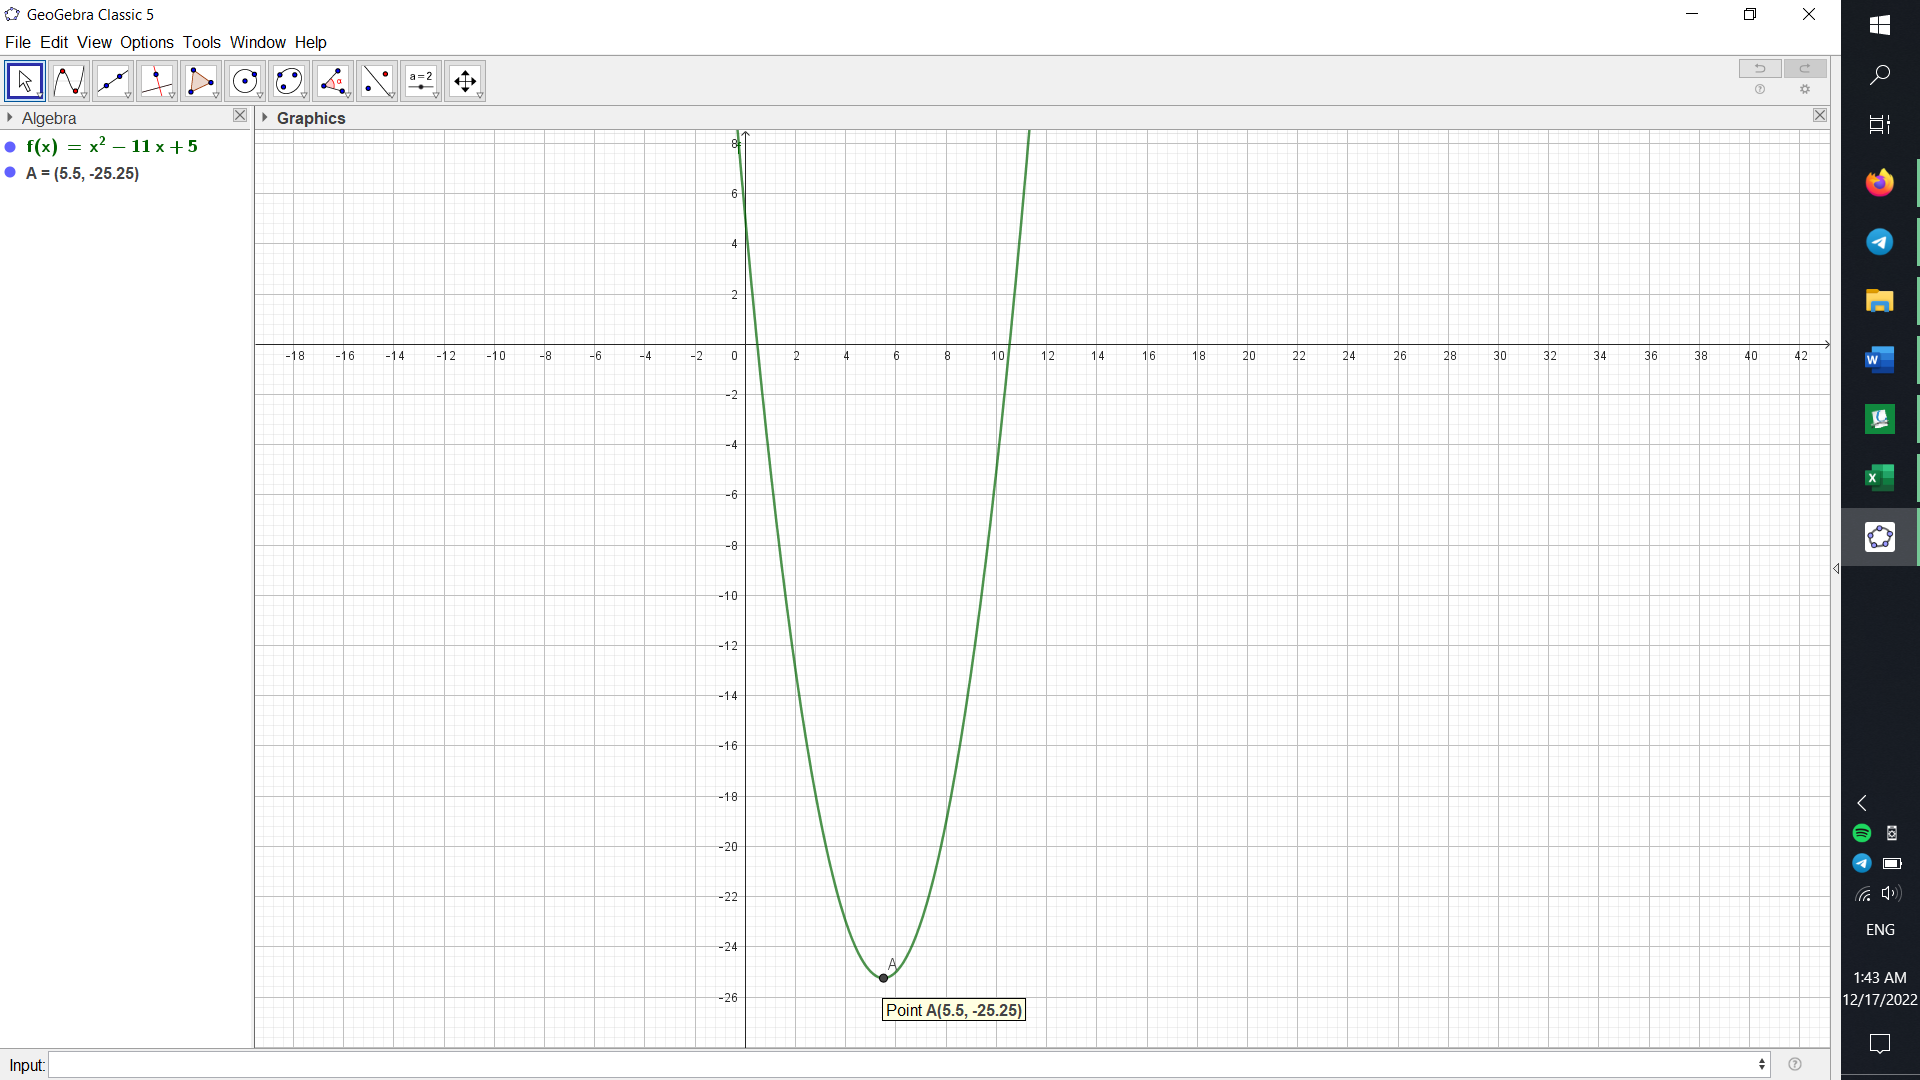 GeoGebra Classic 5
File Edit View Options Tools Window Help
a=2
Algebra
Graphics
f(x) = x² − 11 x + 5
A = (5.5, -25.25)
8
6
4
2
-18 -16 -14 -12 -10 -8 -6 -4 -2 0 2 4 6 8 10 12 14 16 18 20 22 24 26 28 30 32 34 36 38 40 42
-2
-4
-6
-8
-10
-12
-14
-16
-18
-20
-22
-24
-26
A
Point A(5.5, -25.25)
Input:
ENG
1:43 AM
12/17/2022